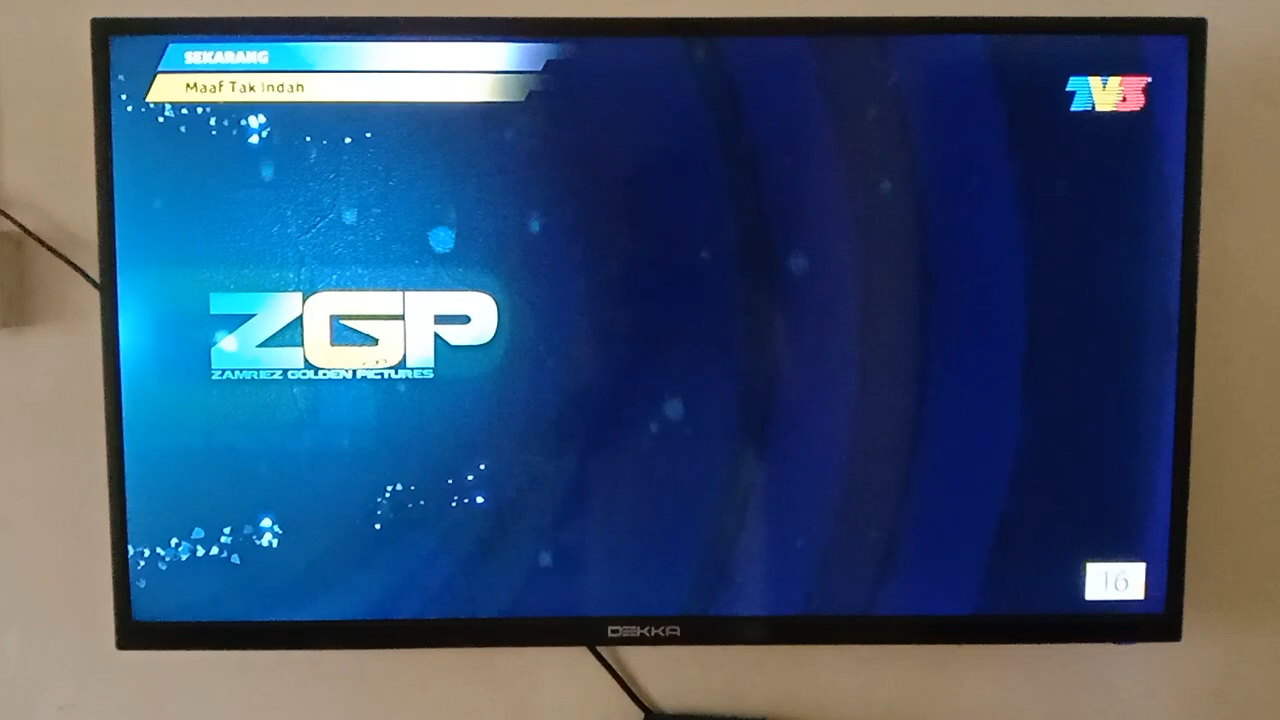 SEKARANG
Maaf Tak Indah
TV3
ZGP
ZAMRIEZ GOLDEN PICTURES
16
DEKKA